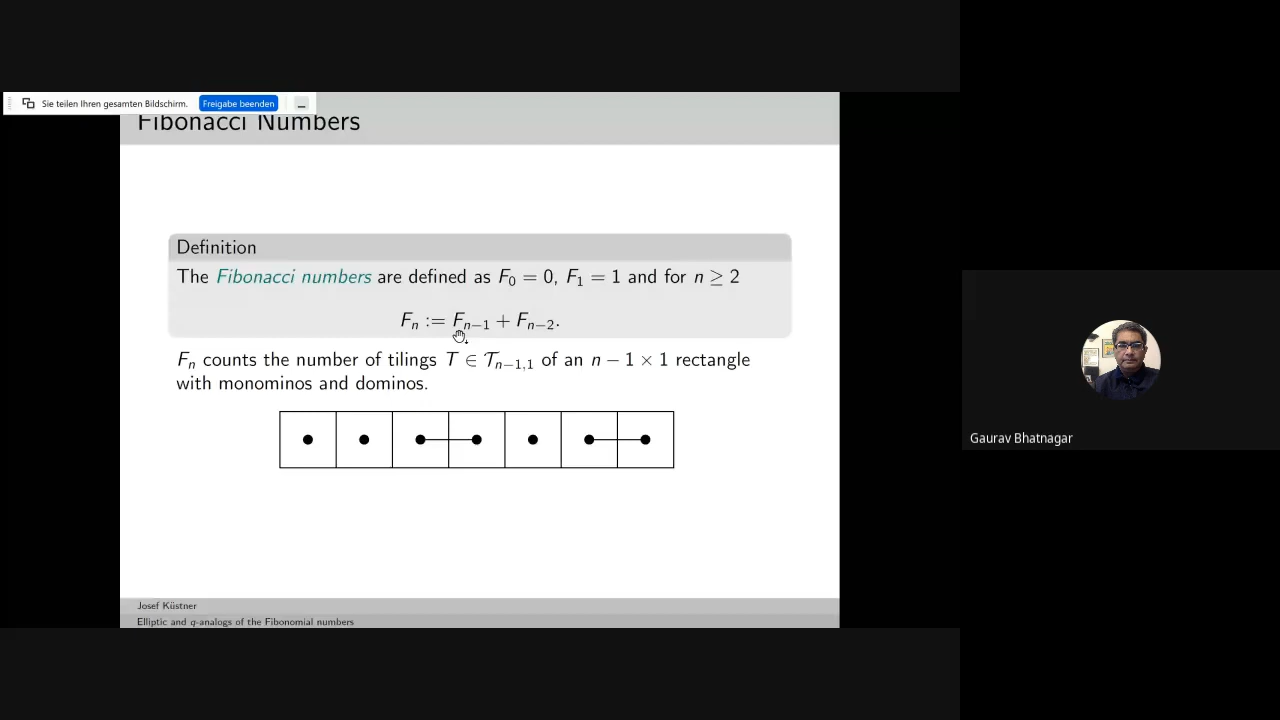 Sie teilen Ihren gesamten Bildschirm. Freigabe beenden
Fibonacci Numbers
Definition
The Fibonacci numbers are defined as F₀ = 0, F₁ = 1 and for n ≥ 2
Fₙ := Fₙ₋₁ + Fₙ₋₂.
Fₙ counts the number of tilings T ∈ 𝒯ₙ₋₁,₁ of an n − 1 × 1 rectangle
with monominos and dominos.
Gaurav Bhatnagar
Josef Küstner
Elliptic and q-analogs of the Fibonomial numbers